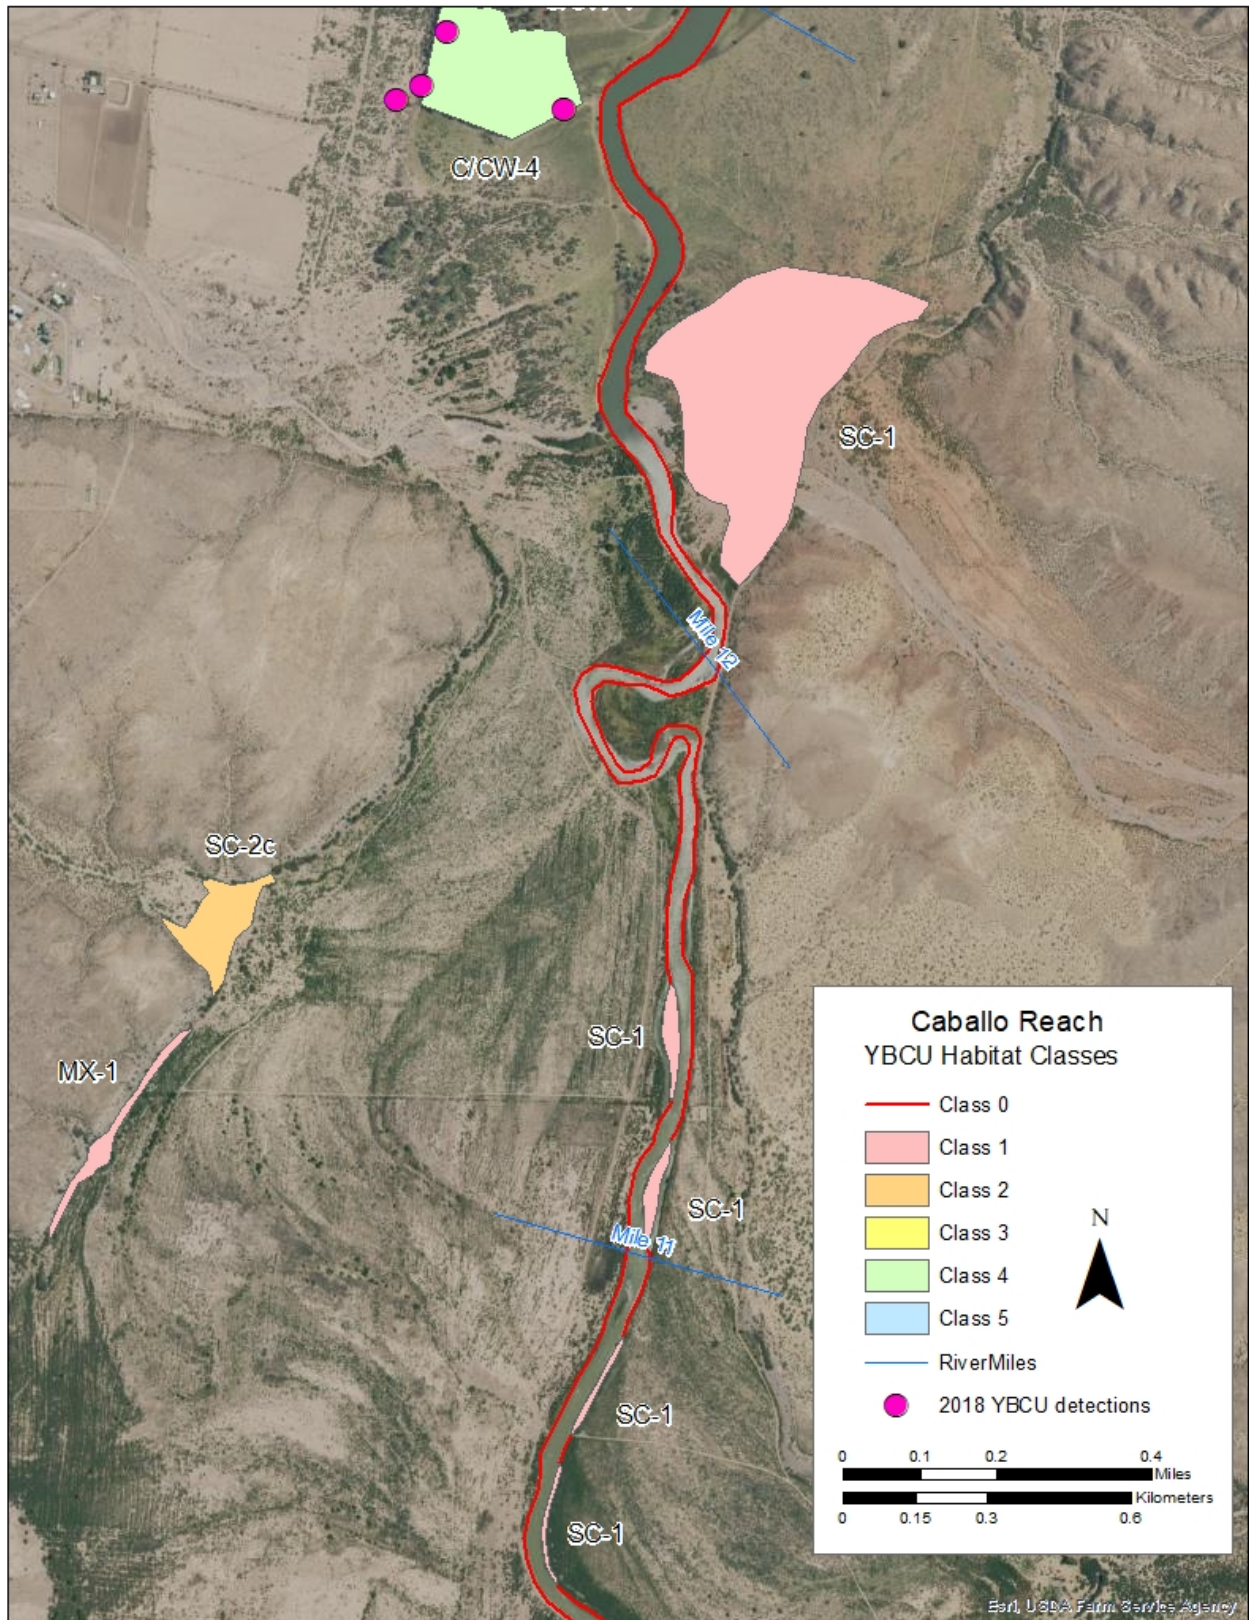 C/CW-4
SC-1
Mile 12
SC-2c
SC-1
MX-1
SC-1
Mile 11
SC-1
SC-1
Caballo Reach
YBCU Habitat Classes
Class 0
Class 1
Class 2
Class 3
Class 4
Class 5
RiverMiles
2018 YBCU detections
N
0 0.1 0.2 0.4
Miles
Kilometers
0 0.15 0.3 0.6
Esri, USDA Farm Service Agency